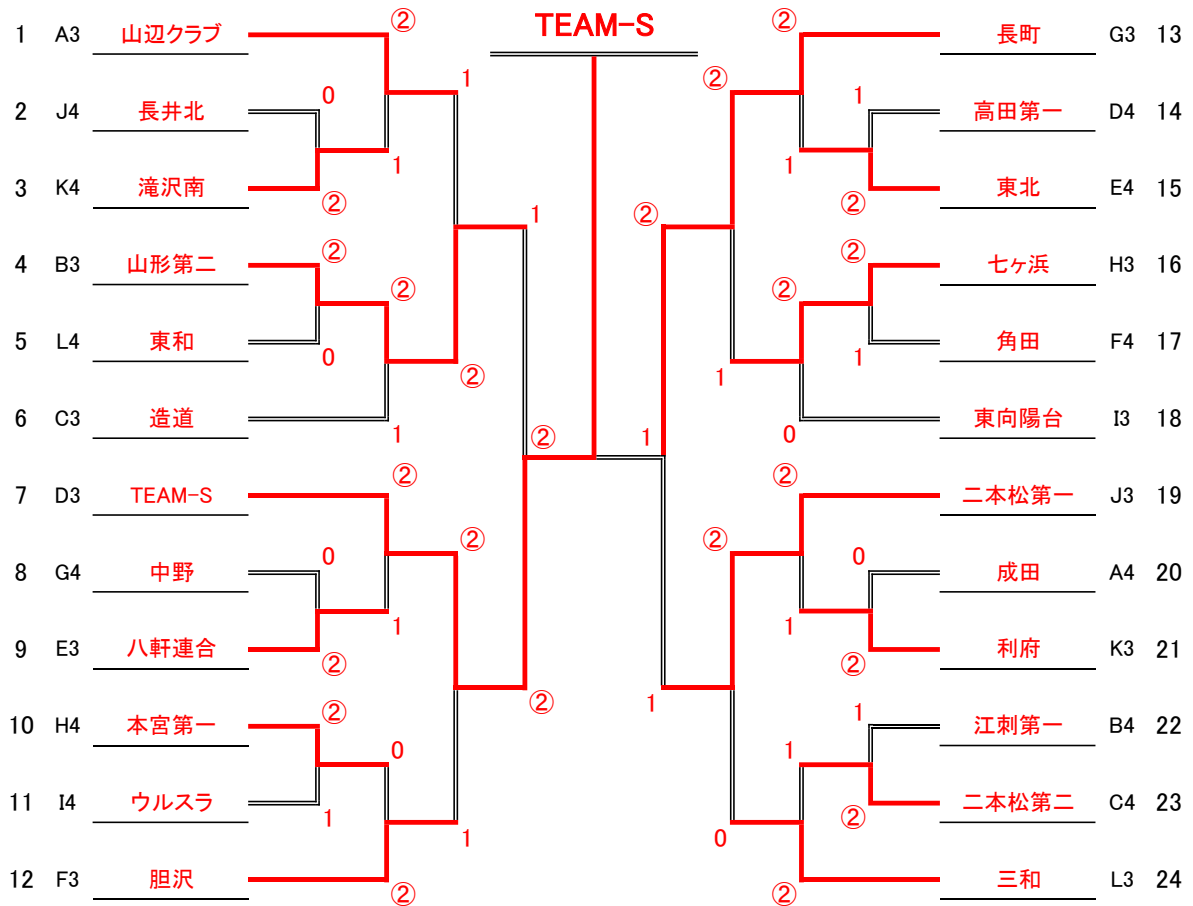 TEAM-S
②
②
1 A3 山辺クラブ
長町 G3 13
1
②
0
1
2 J4 長井北
高田第一 D4 14
1
1
3 K4 滝沢南
東北 E4 15
②
②
1
②
②
②
4 B3 山形第二
七ヶ浜 H3 16
②
②
5 L4 東和
角田 F4 17
0
1
②
1
6 C3 造道
東向陽台 I3 18
1
0
②
1
②
②
7 D3 TEAM-S
二本松第一 J3 19
②
②
0
0
8 G4 中野
成田 A4 20
1
1
9 E3 八軒連合
利府 K3 21
②
②
②
1
②
1
10 H4 本宮第一
江刺第一 B4 22
0
1
11 I4 ウルスラ
二本松第二 C4 23
1
②
1
0
12 F3 胆沢
三和 L3 24
②
②